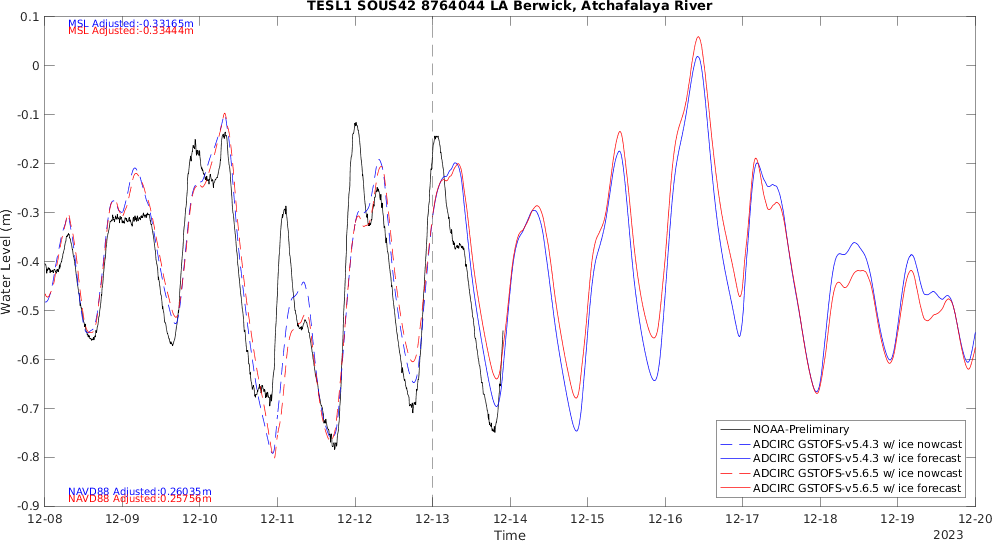 TESL1 SOUS42 8764044 LA Berwick, Atchafalaya River
MSL Adjusted:-0.33165m
MSL Adjusted:-0.33444m
Water Level (m)
0.1
0
-0.1
-0.2
-0.3
-0.4
-0.5
-0.6
-0.7
-0.8
-0.9
NOAA-Preliminary
ADCIRC GSTOFS-v5.4.3 w/ ice nowcast
ADCIRC GSTOFS-v5.4.3 w/ ice forecast
ADCIRC GSTOFS-v5.6.5 w/ ice nowcast
ADCIRC GSTOFS-v5.6.5 w/ ice forecast
NAVD88 Adjusted:0.26035m
NAVD88 Adjusted:0.25756m
12-08 12-09 12-10 12-11 12-12 12-13 12-14 12-15 12-16 12-17 12-18 12-19 12-20
Time
2023